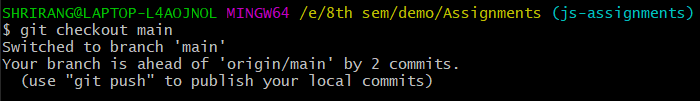 SHRIRANG@LAPTOP-L4AOJNOL MINGW64 /e/8th sem/demo/Assignments (js-assignments)
$ git checkout main
Switched to branch 'main'
Your branch is ahead of 'origin/main' by 2 commits.
  (use "git push" to publish your local commits)